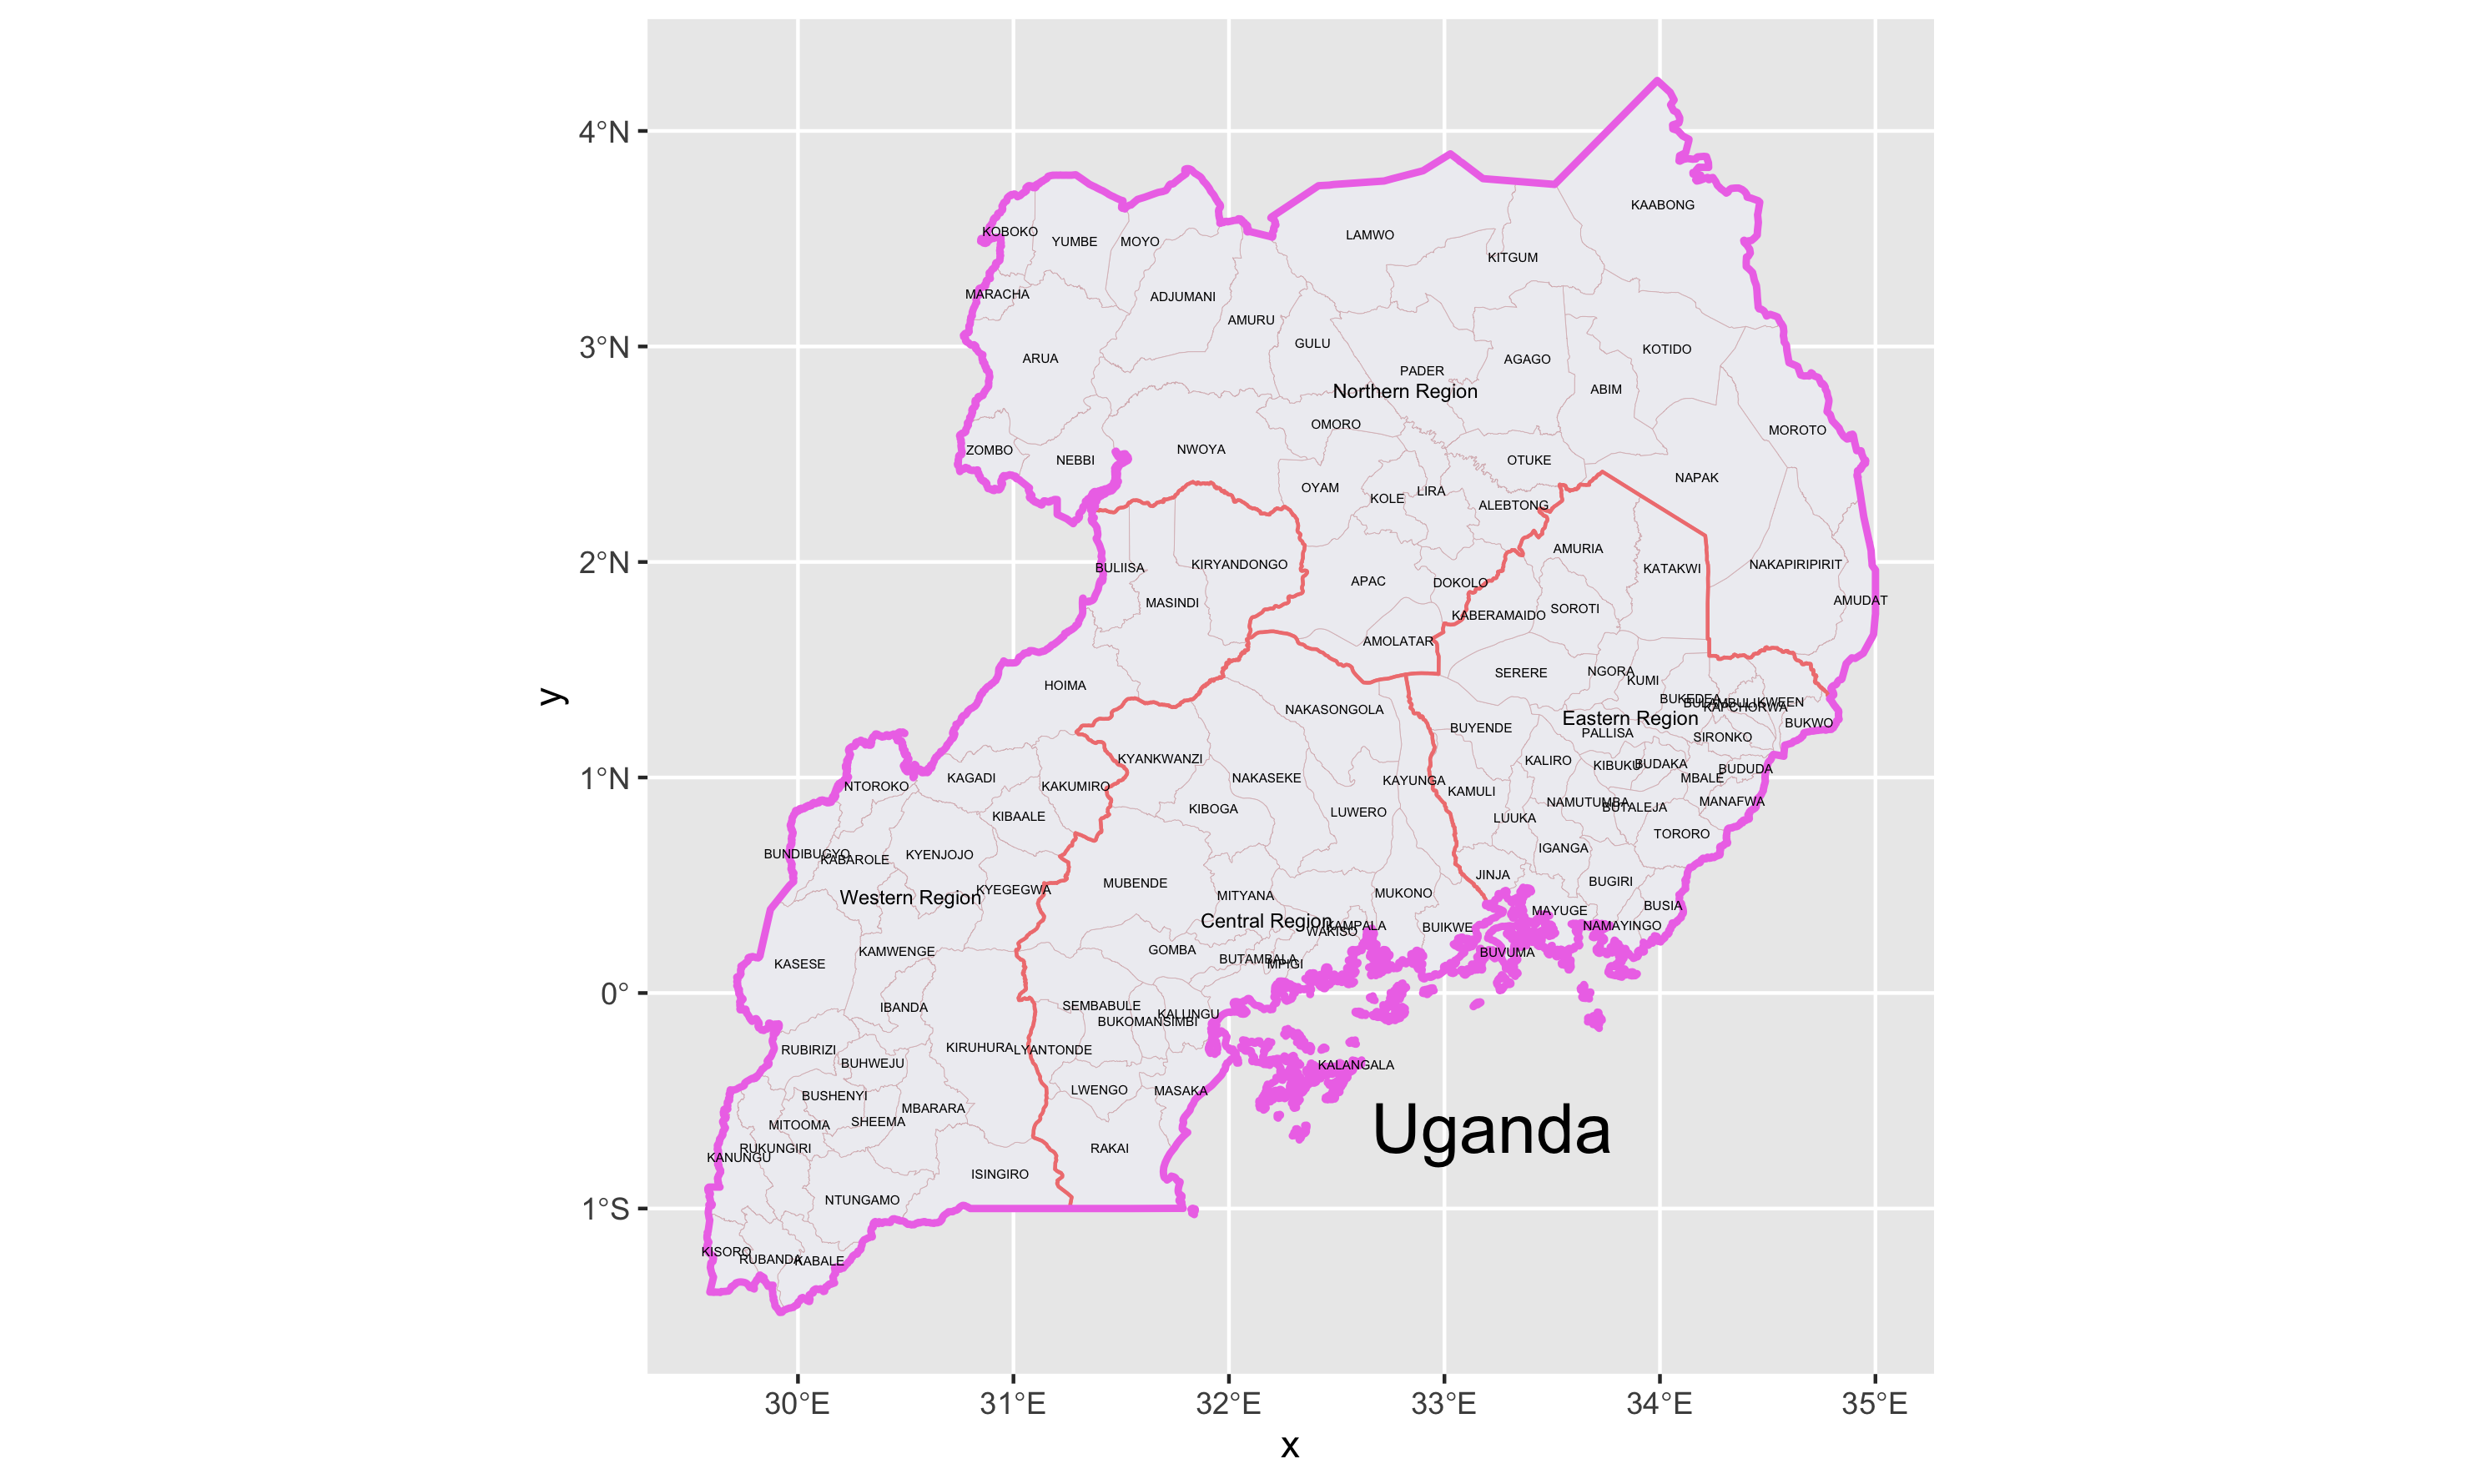 4°N
3°N
2°N
1°N
0°
1°S
30°E
31°E
32°E
33°E
34°E
35°E
x
y
KAABONG
KOBOKO
YUMBE
MOYO
LAMWO
KITGUM
MARACHA
ADJUMANI
AMURU
GULU
KOTIDO
ARUA
PADER
AGAGO
ABIM
Northern Region
OMORO
MOROTO
ZOMBO
NEBBI
NWOYA
OTUKE
NAPAK
OYAM
KOLE
LIRA
ALEBTONG
AMURIA
BULIISA
KIRYANDONGO
KATAKWI
NAKAPIRIPIRIT
APAC
DOKOLO
MASINDI
KABERAMAIDO
SOROTI
AMUDAT
AMOLATAR
HOIMA
SERERE
NGORA
KUMI
NAKASONGOLA
BUKEDEA
BULAMBULI
KWEEN
KAPCHORWA
BUYENDE
Eastern Region
BUKWO
PALLISA
SIRONKO
KYANKWANZI
KALIRO
KIBUKU
BUDAKA
BUDUDA
NTOROKO
KAGADI
KAKUMIRO
NAKASEKE
KAYUNGA
KAMULI
MBALE
KIBAALE
KIBOGA
LUWERO
LUUKA
NAMUTUMBA
BUTALEJA
MANAFWA
TORORO
BUNDIBUGYO
KABAROLE
KYENJOJO
IGANGA
KYEGEGWA
MUBENDE
JINJA
BUGIRI
Western Region
MITYANA
MUKONO
BUSIA
Central Region
KAMPALA
WAKISO
BUIKWE
MAYUGE
NAMAYINGO
KASESE
KAMWENGE
GOMBA
BUTAMBALA
MPIGI
BUVUMA
IBANDA
SEMBABULE
KALUNGU
BUKOMANSIMBI
RUBIRIZI
BUHWEJU
KIRUHURA
LYANTONDE
KALANGALA
BUSHENYI
MBARARA
LWENGO
MASAKA
MITOOMA
SHEEMA
Uganda
RUKUNGIRI
KANUNGU
RAKAI
ISINGIRO
NTUNGAMO
KISORO
RUBANDA
KABALE